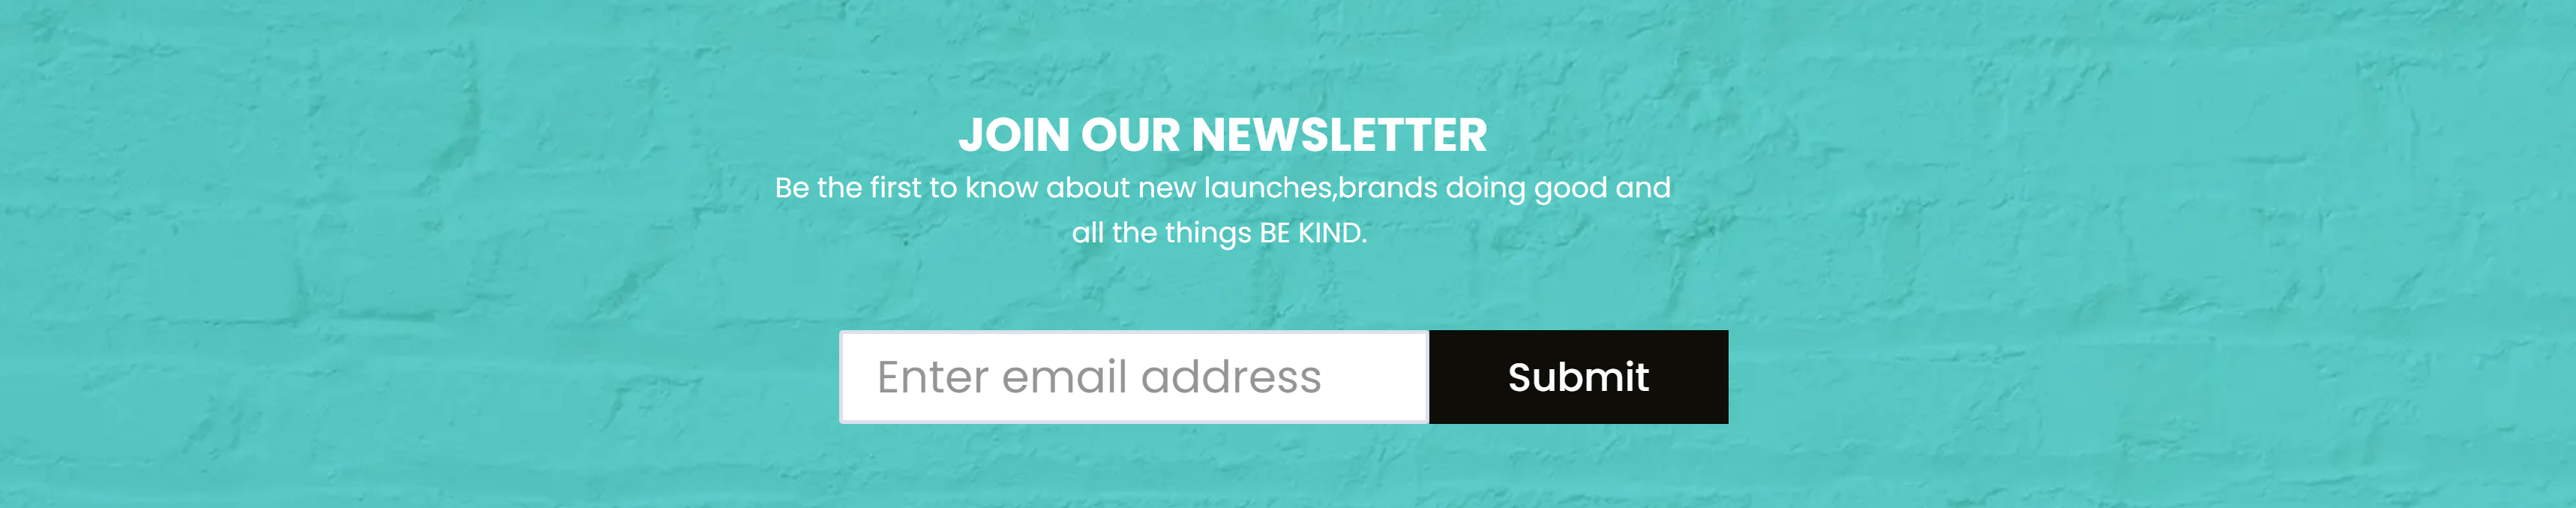 JOIN OUR NEWSLETTER
Be the first to know about new launches,brands doing good and
all the things BE KIND.
Enter email address
Submit